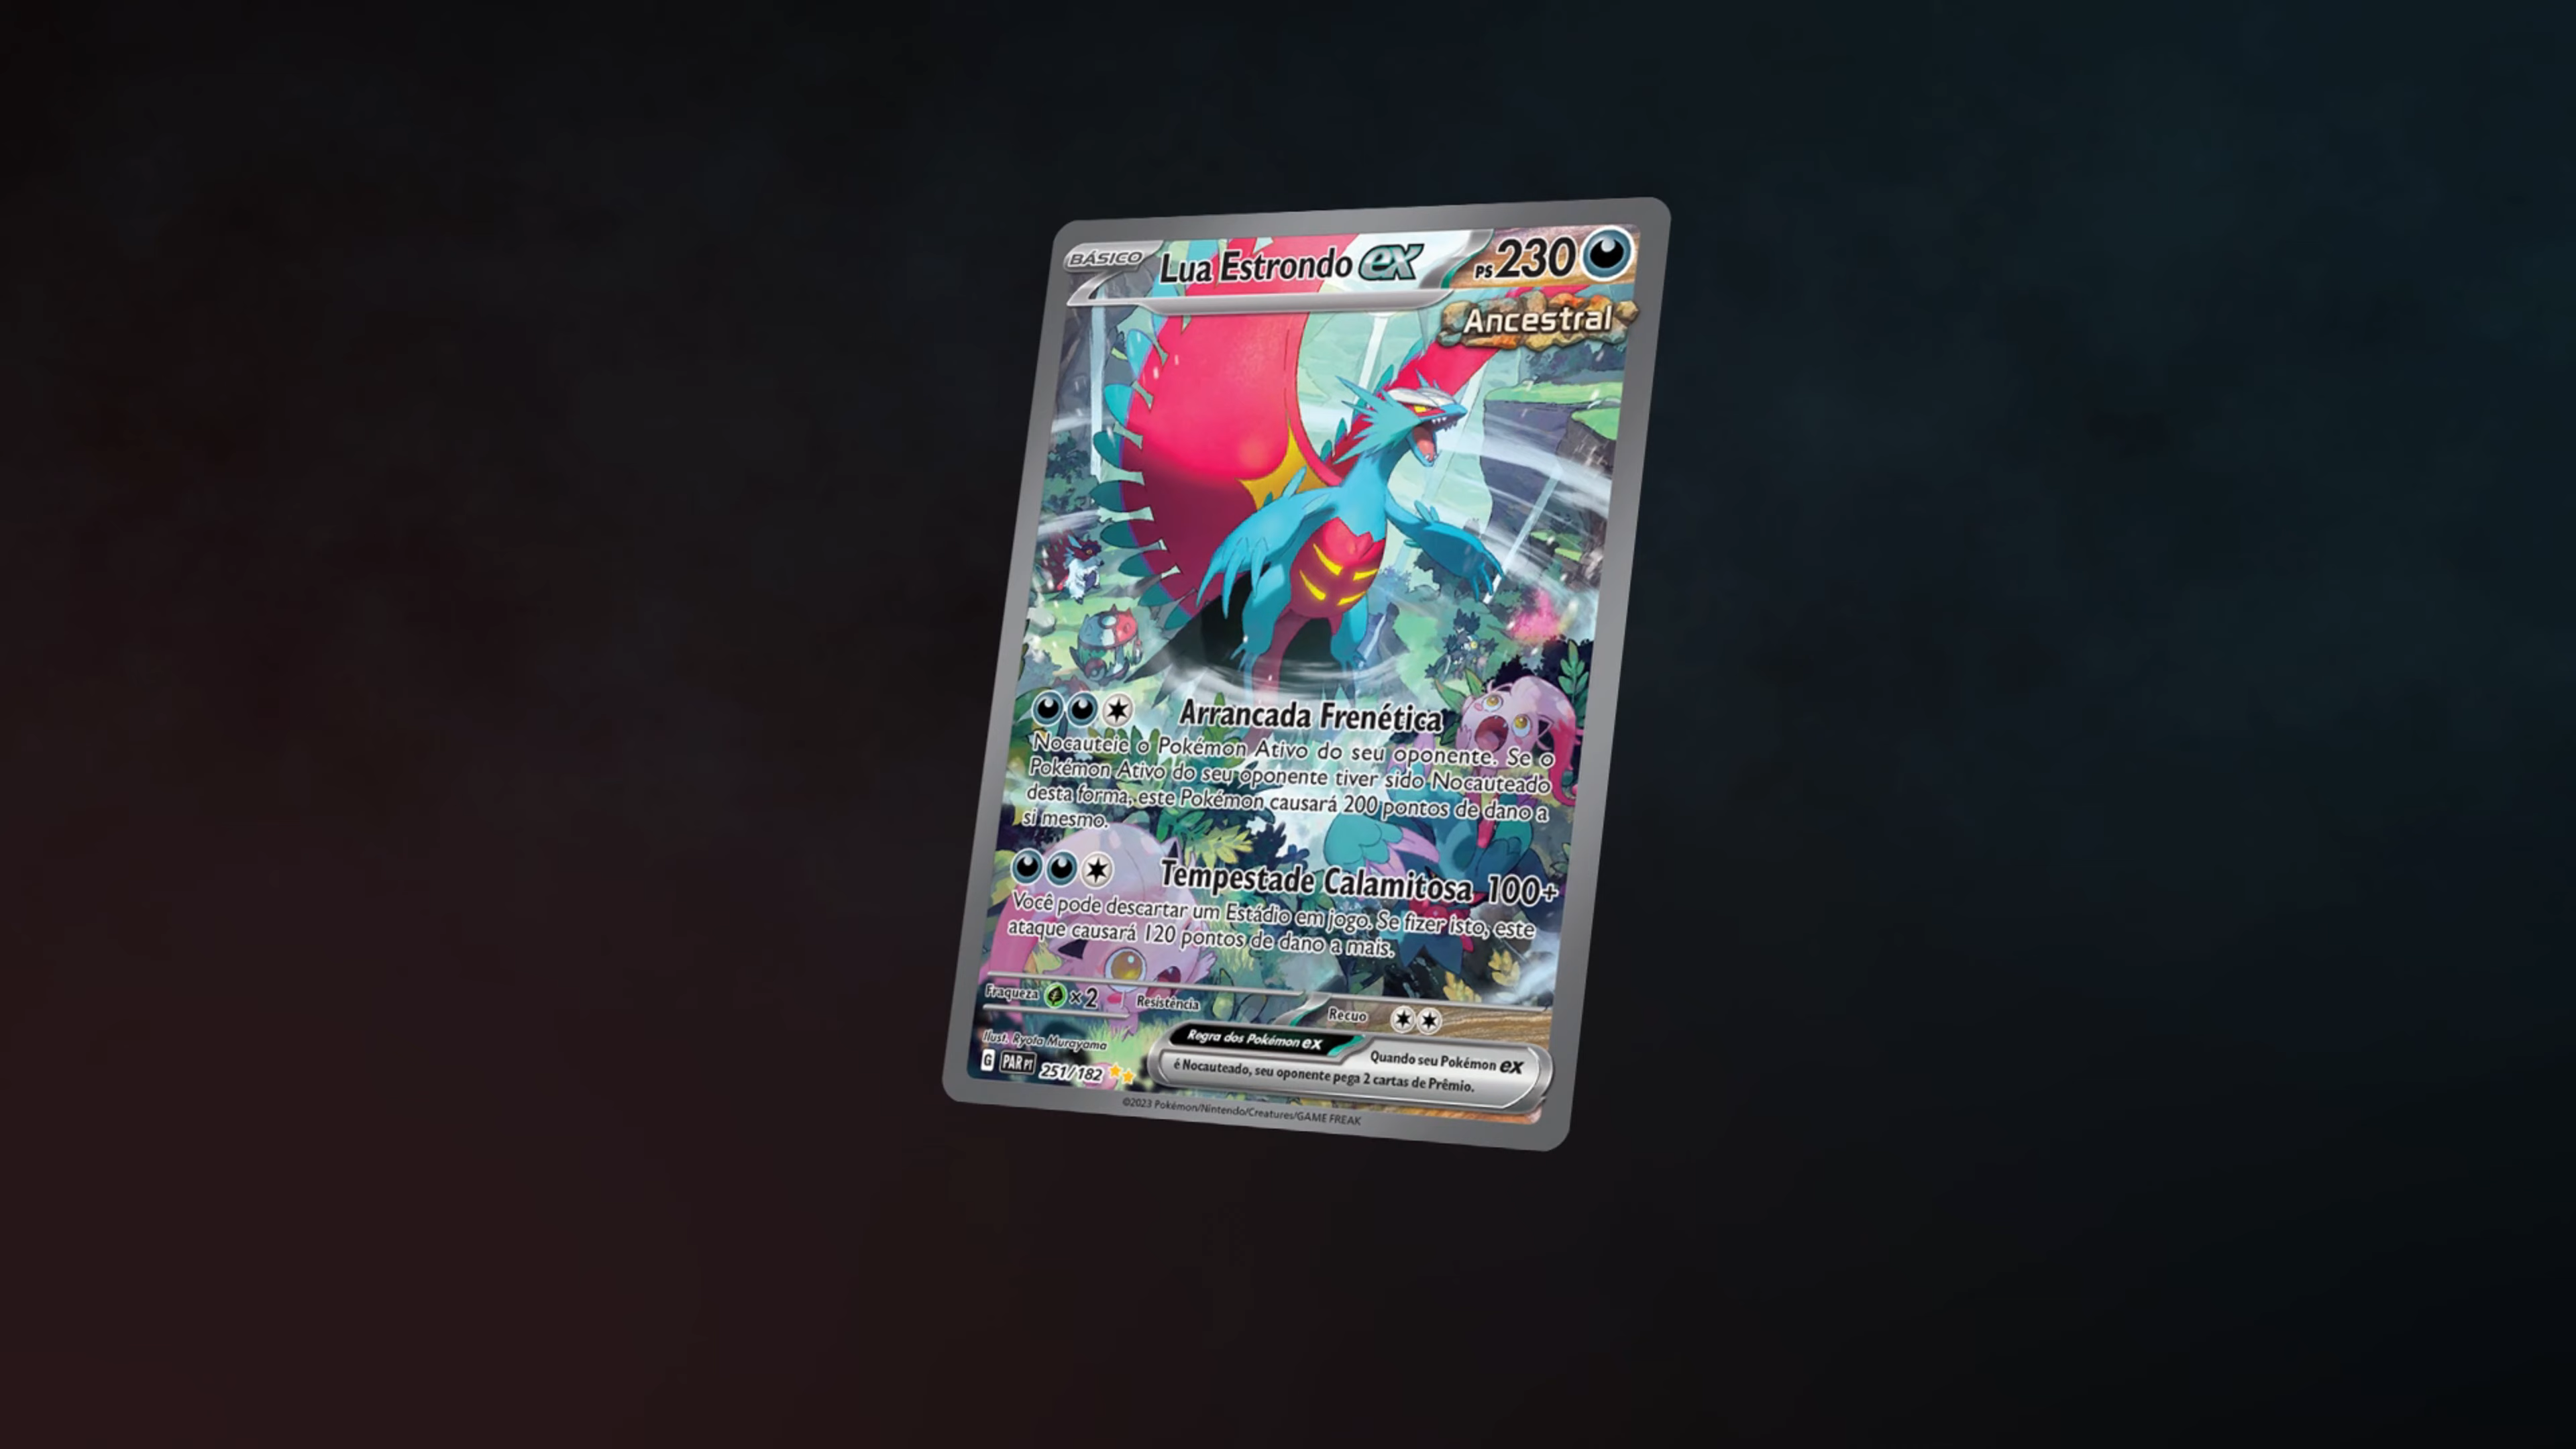 BÁSICO
Lua Estrondo ex
PS 230
Ancestral
Arrancada Frenética
Nocauteie o Pokémon Ativo do seu oponente. Se o
Pokémon Ativo do seu oponente tiver sido Nocauteado
desta forma, este Pokémon causará 200 pontos de dano a
si mesmo.
Tempestade Calamitosa 100+
Você pode descartar um Estádio em jogo. Se fizer isto, este
ataque causará 120 pontos de dano a mais.
Fraqueza ×2 Resistência Recuo
Ilust. Ryota Murayama
G PAR PT 251/182
Regra dos Pokémon ex Quando seu Pokémon ex
é Nocauteado, seu oponente pega 2 cartas de Prêmio.
©2023 Pokémon/Nintendo/Creatures/GAME FREAK